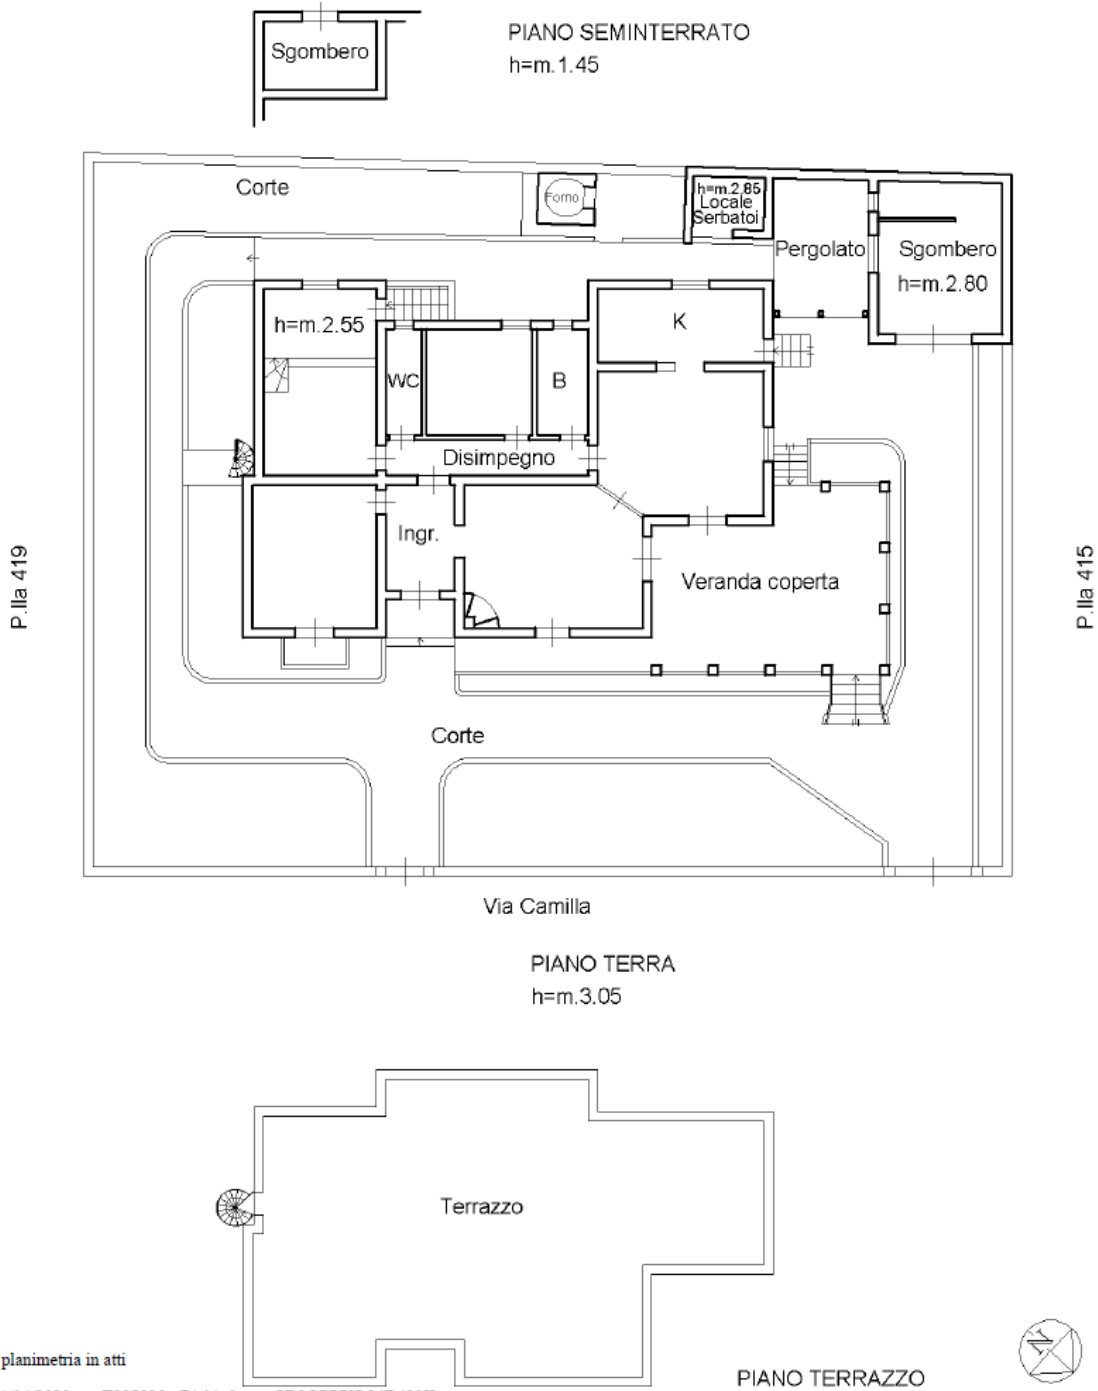 Sgombero
PIANO SEMINTERRATO
h=m.1.45
Corte
Forno
h=m.2,85
Locale
Serbatoi
Pergolato
Sgombero
h=m.2.80
h=m.2.55
K
WC
B
Disimpegno
Ingr.
Veranda coperta
P.lla 419
P.lla 415
Corte
Via Camilla
PIANO TERRA
h=m.3.05
Terrazzo
N
planimetria in atti
PIANO TERRAZZO